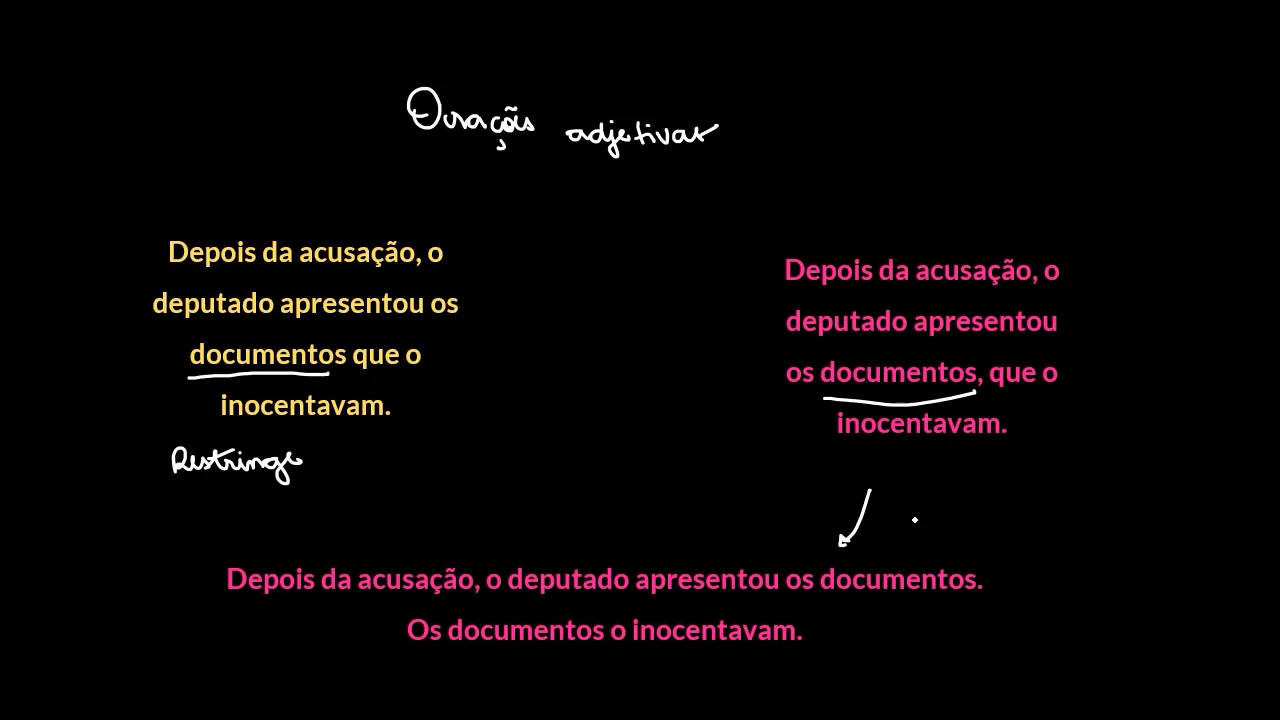 Orações adjetivas
Depois da acusação, o
deputado apresentou os
documentos que o
inocentavam.
Restringe
Depois da acusação, o
deputado apresentou
os documentos, que o
inocentavam.
Depois da acusação, o deputado apresentou os documentos.
Os documentos o inocentavam.